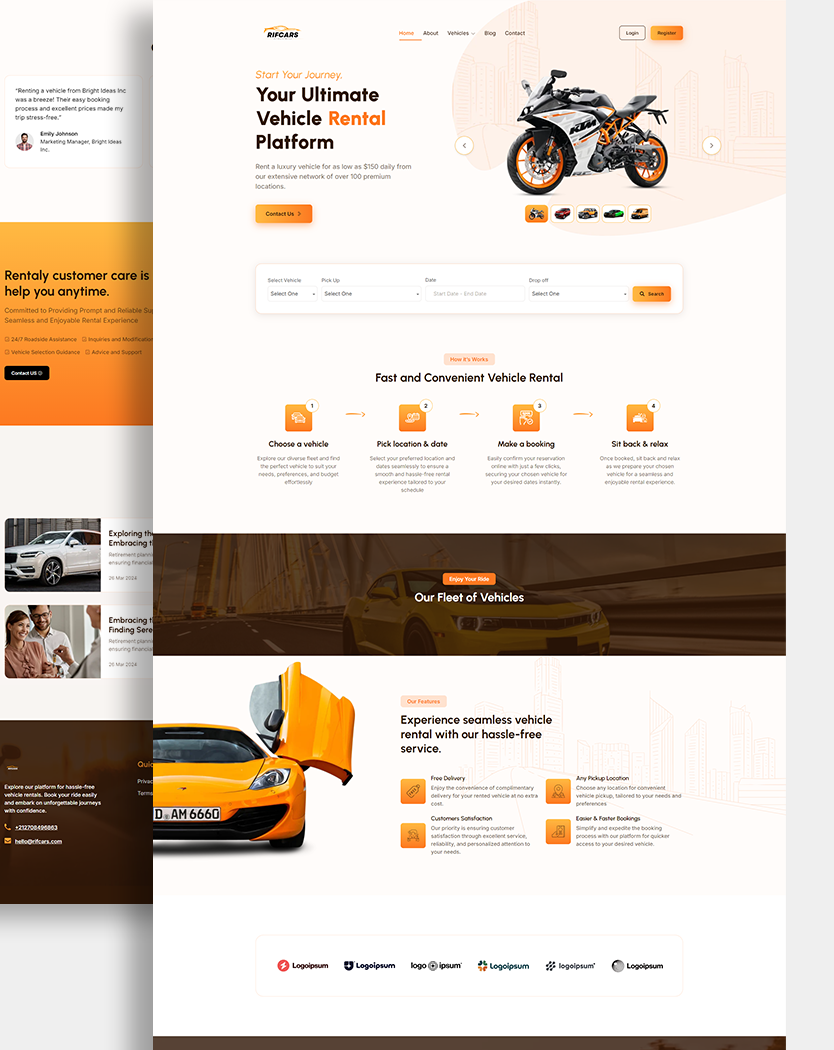 RIFCARS
Home
About
Vehicles
Blog
Contact
Login
Register
Start Your Journey.
Your Ultimate
Vehicle Rental
Platform
Rent a luxury vehicle for as low as $150 daily from
our extensive network of over 100 premium
locations.
Contact Us
KTM
RC
Select Vehicle
Pick Up
Date
Drop off
Select One
Select One
Start Date - End Date
Select One
Search
How It's Works
Fast and Convenient Vehicle Rental
1
2
3
4
Choose a vehicle
Explore our diverse fleet and find
the perfect vehicle to suit your
needs, preferences, and budget
effortlessly
Pick location & date
Select your preferred location and
dates seamlessly to ensure a
smooth and hassle-free rental
experience tailored to your
schedule
Make a booking
Easily confirm your reservation
online with just a few clicks,
securing your chosen vehicle for
your desired dates instantly.
Sit back & relax
Once booked, sit back and relax
as we prepare your chosen
vehicle for a seamless and
enjoyable rental experience.
Enjoy Your Ride
Our Fleet of Vehicles
D AM 6660
Our Features
Experience seamless vehicle
rental with our hassle-free
service.
Free Delivery
Enjoy the convenience of complimentary
delivery for your rented vehicle at no extra
cost.
Any Pickup Location
Choose any location for convenient
vehicle pickup, tailored to your needs and
preferences
Customers Satisfaction
Our priority is ensuring customer
satisfaction through excellent service,
reliability, and personalized attention to
your needs.
Easier & Faster Bookings
Simplify and expedite the booking
process with our platform for quicker
access to your desired vehicle.
Logoipsum
Logoipsum
logo ipsum
Logoipsum
logoipsum
Logoipsum
"Renting a vehicle from Bright Ideas Inc
was a breeze! Their easy booking
process and excellent prices made my
trip stress-free."
Emily Johnson
Marketing Manager, Bright Ideas
Inc.
Rentaly customer care is
help you anytime.
Committed to Providing Prompt and Reliable Su
Seamless and Enjoyable Rental Experience
24/7 Roadside Assistance
Inquiries and Modification
Vehicle Selection Guidance
Advice and Support
Contact US
Exploring the
Embracing t
Retirement plann
ensuring financia
26 Mar 2024
Embracing t
Finding Sere
Retirement plann
ensuring financia
25 Mar 2024
Explore our platform for hassle-free
vehicle rentals. Book your ride easily
and embark on unforgettable journeys
with confidence.
+212708496863
hello@rifcars.com
Quic
Privac
Terms